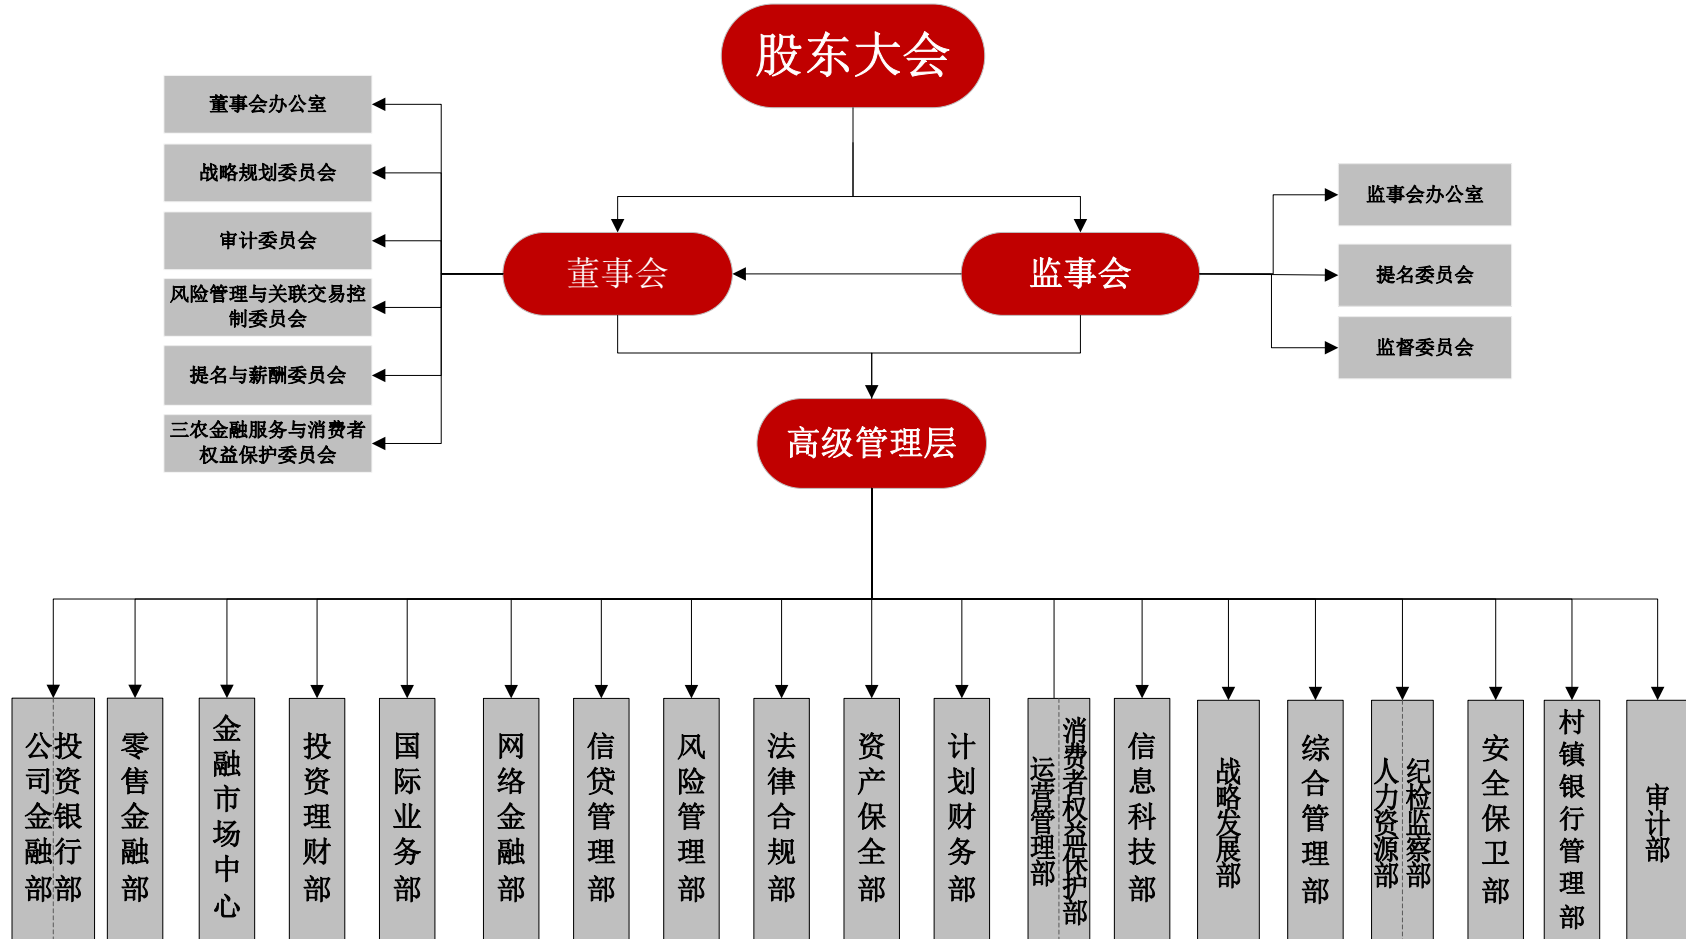 股东大会
董事会办公室
战略规划委员会
审计委员会
风险管理与关联交易控
制委员会
提名与薪酬委员会
三农金融服务与消费者
权益保护委员会
董事会
监事会
监事会办公室
提名委员会
监督委员会
高级管理层
公司金融部
投资银行部
零售金融部
金融市场中心
投资理财部
国际业务部
网络金融部
信贷管理部
风险管理部
法律合规部
资产保全部
计划财务部
运营管理部
消费者权益保护部
信息科技部
战略发展部
综合管理部
人力资源部
纪检监察部
安全保卫部
村镇银行管理部
审计部